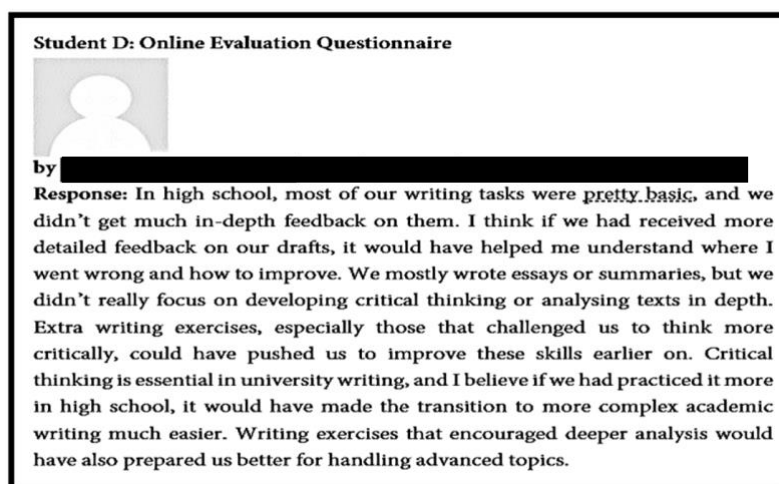 Student D: Online Evaluation Questionnaire
by
Response: In high school, most of our writing tasks were pretty basic, and we
didn't get much in-depth feedback on them. I think if we had received more
detailed feedback on our drafts, it would have helped me understand where I
went wrong and how to improve. We mostly wrote essays or summaries, but we
didn't really focus on developing critical thinking or analysing texts in depth.
Extra writing exercises, especially those that challenged us to think more
critically, could have pushed us to improve these skills earlier on. Critical
thinking is essential in university writing, and I believe if we had practiced it more
in high school, it would have made the transition to more complex academic
writing much easier. Writing exercises that encouraged deeper analysis would
have also prepared us better for handling advanced topics.